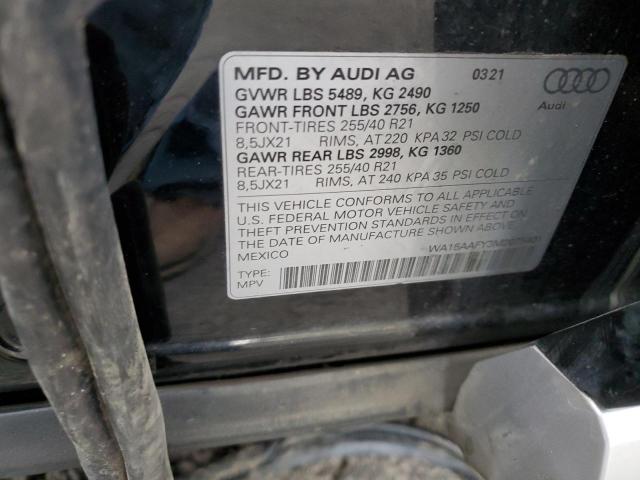 MFD. BY AUDI AG 03 21
GVWR LBS 5489, KG 2490
GAWR FRONT LBS 2756, KG 1250
FRONT-TIRES 255/40 R21
8,5JX21 RIMS, AT 220 KPA 32 PSI COLD
GAWR REAR LBS 2998, KG 1360
REAR-TIRES 255/40 R21
8,5JX21 RIMS, AT 240 KPA 35 PSI COLD
Audi
THIS VEHICLE CONFORMS TO ALL APPLICABLE
U.S. FEDERAL MOTOR VEHICLE SAFETY AND
THEFT PREVENTION STANDARDS IN EFFECT ON
THE DATE OF MANUFACTURE SHOWN ABOVE.
MEXICO
TYPE:
MPV